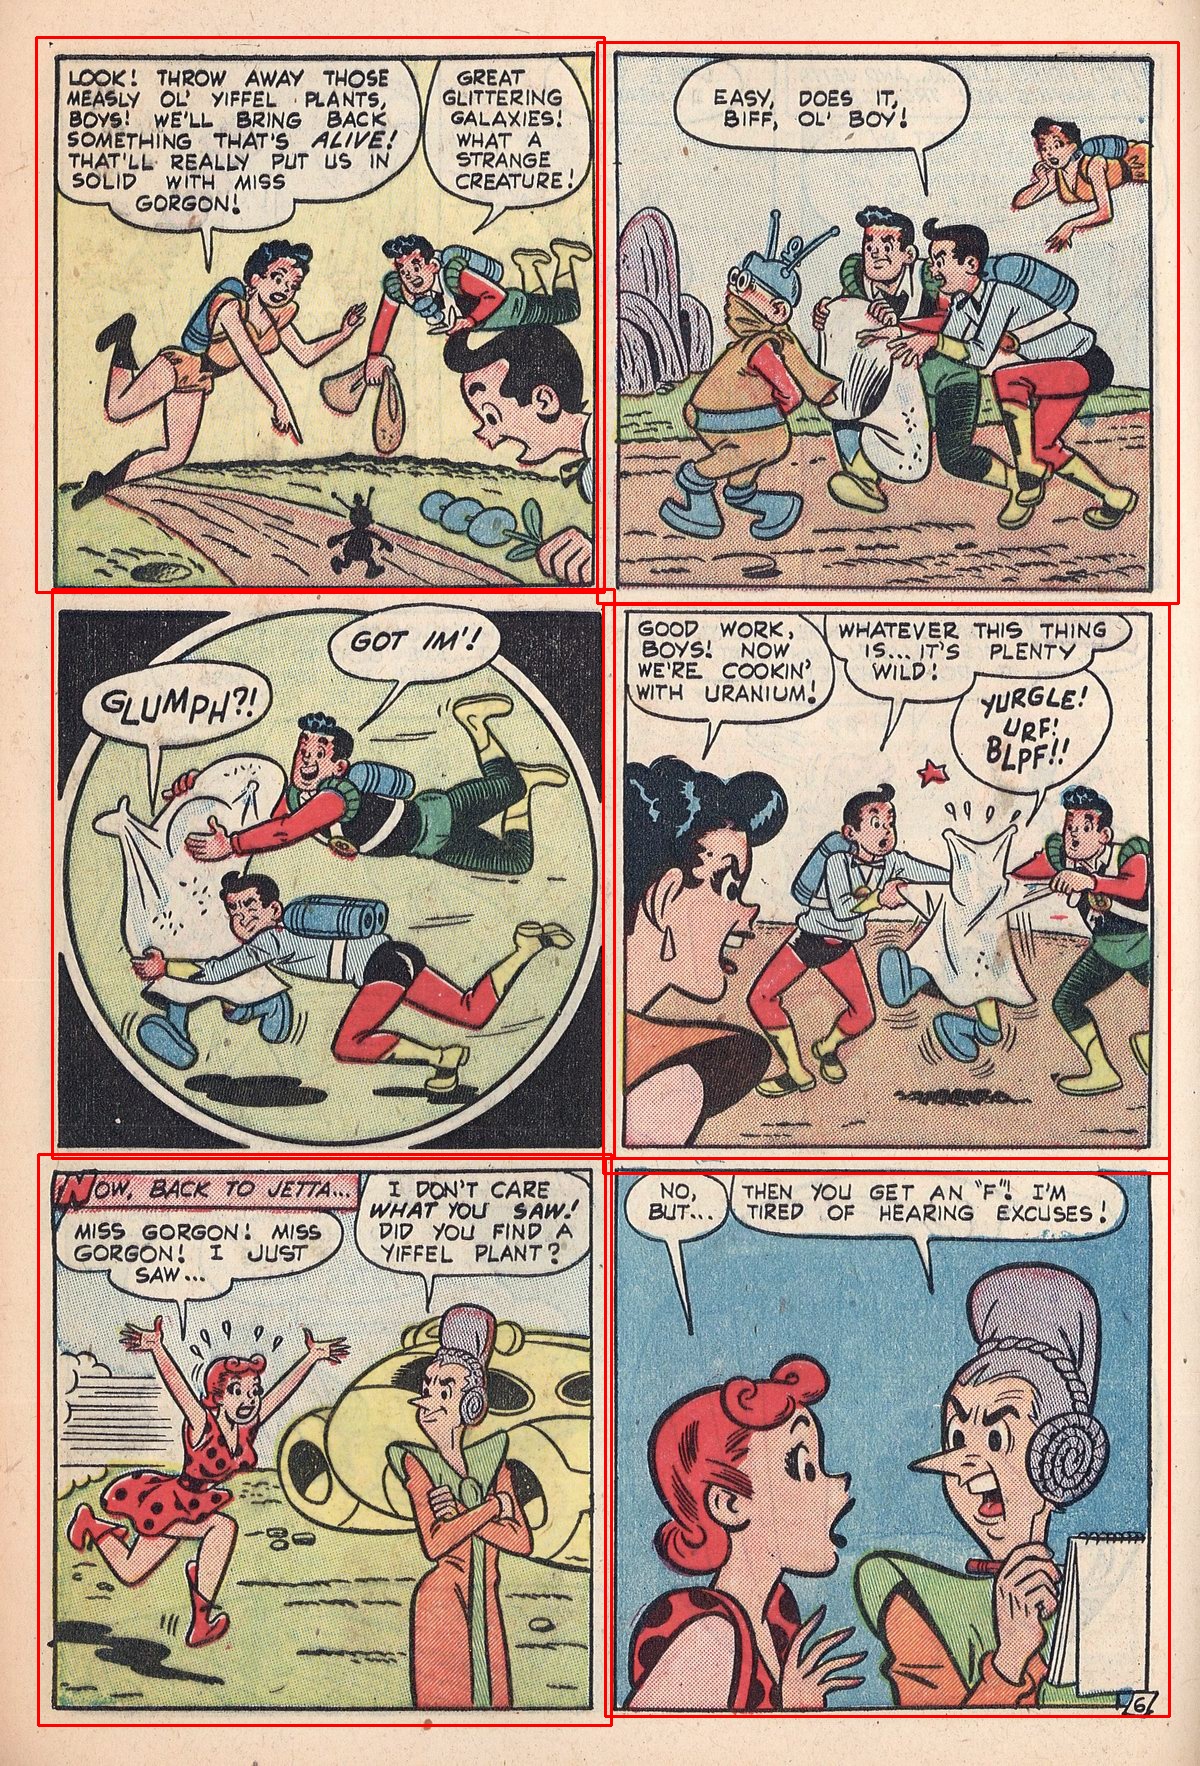 LOOK! THROW AWAY THOSE
MEASLY OL' YIFFEL PLANTS,
BOYS! WE'LL BRING BACK
SOMETHING THAT'S ALIVE!
THAT'LL REALLY PUT US IN
SOLID WITH MISS
GORGON!
GREAT
GLITTERING
GALAXIES!
WHAT A
STRANGE
CREATURE!
EASY, DOES IT,
BIFF, OL' BOY!
GLUMPH?!
GOT IM'!
GOOD WORK,
BOYS! NOW
WE'RE COOKIN'
WITH URANIUM!
WHATEVER THIS THING
IS... IT'S PLENTY
WILD!
YURGLE!
URF!
BLPF!!
NOW, BACK TO JETTA...
MISS GORGON! MISS
GORGON! I JUST
SAW...
I DON'T CARE
WHAT YOU SAW!
DID YOU FIND A
YIFFEL PLANT?
NO,
BUT...
THEN YOU GET AN "F"! I'M
TIRED OF HEARING EXCUSES!
6